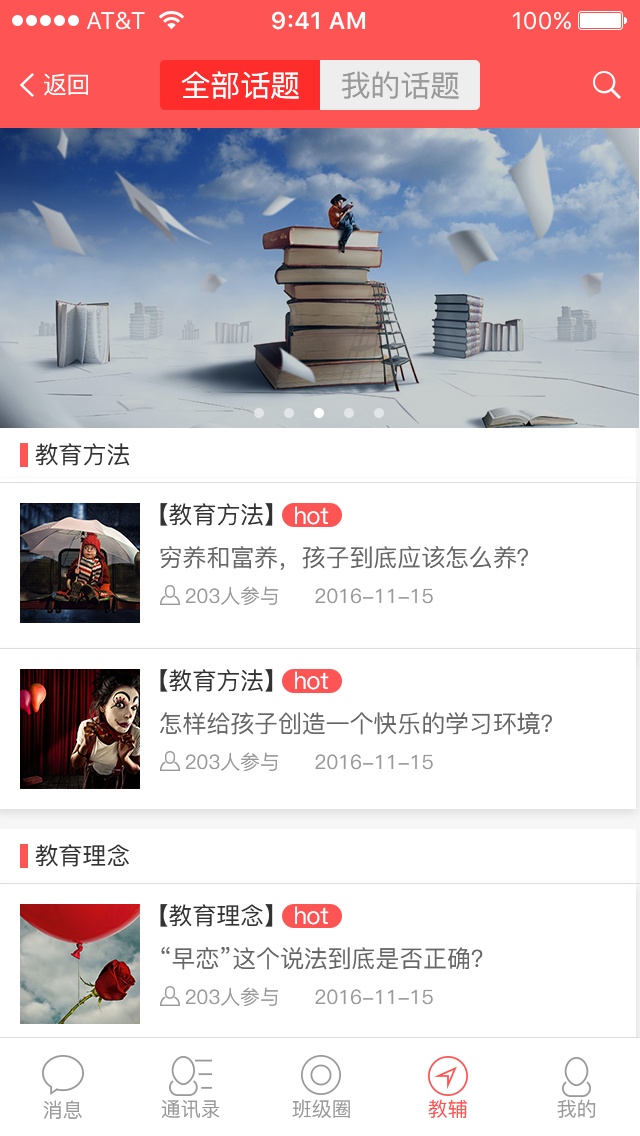 AT&T 9:41 AM 100%
返回 全部话题 我的话题
教育方法
【教育方法】 hot
穷养和富养，孩子到底应该怎么养？
203人参与 2016-11-15
【教育方法】 hot
怎样给孩子创造一个快乐的学习环境？
203人参与 2016-11-15
教育理念
【教育理念】 hot
“早恋”这个说法到底是否正确？
203人参与 2016-11-15
消息 通讯录 班级圈 教辅 我的